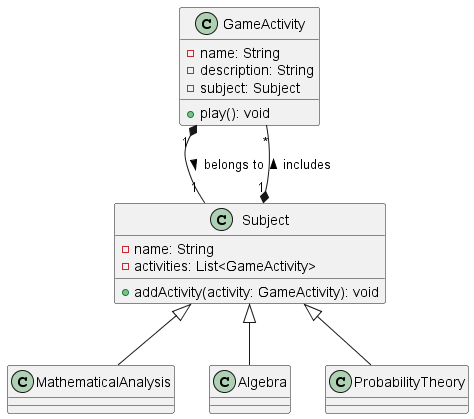 C GameActivity
name: String
description: String
subject: Subject
play(): void
1
*
belongs to
includes
1
1
C Subject
name: String
activities: List<GameActivity>
addActivity(activity: GameActivity): void
C MathematicalAnalysis
C Algebra
C ProbabilityTheory